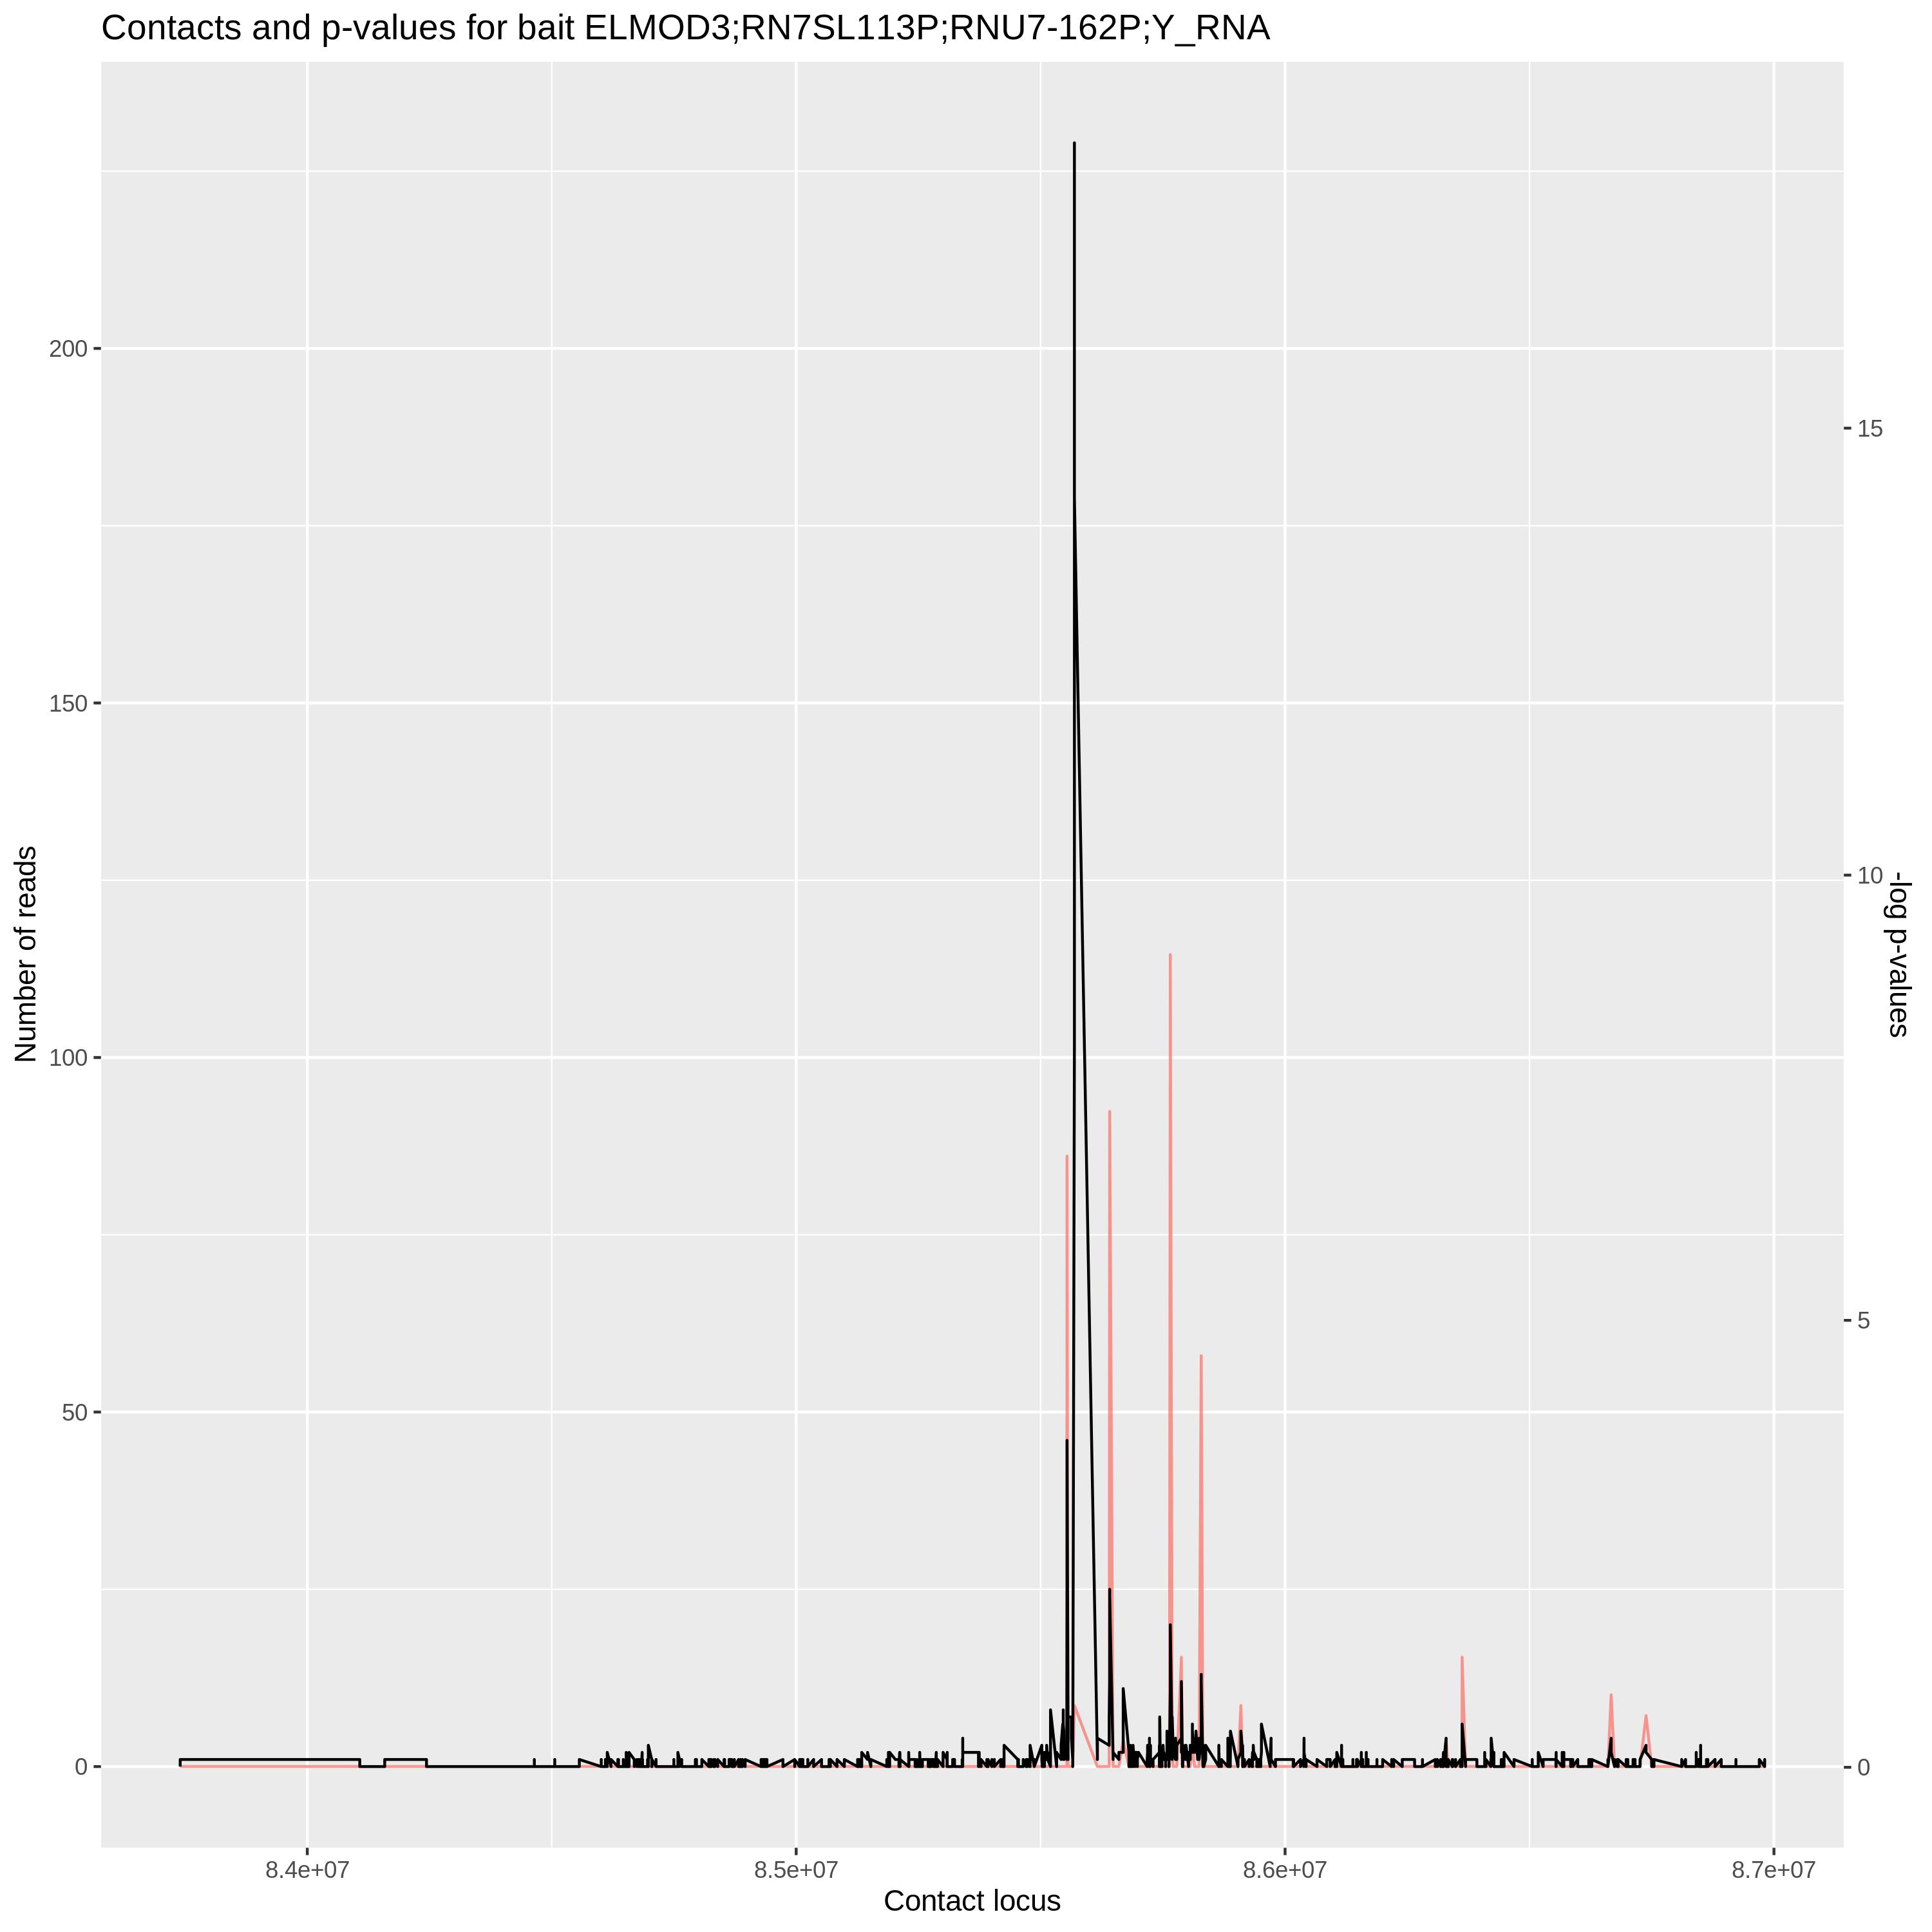 Contacts and p-values for bait ELMOD3;RN7SL113P;RNU7-162P;Y_RNA
Number of reads
200
150
100
50
0
15
10
5
0
-log p-values
8.4e+07
8.5e+07
8.6e+07
8.7e+07
Contact locus